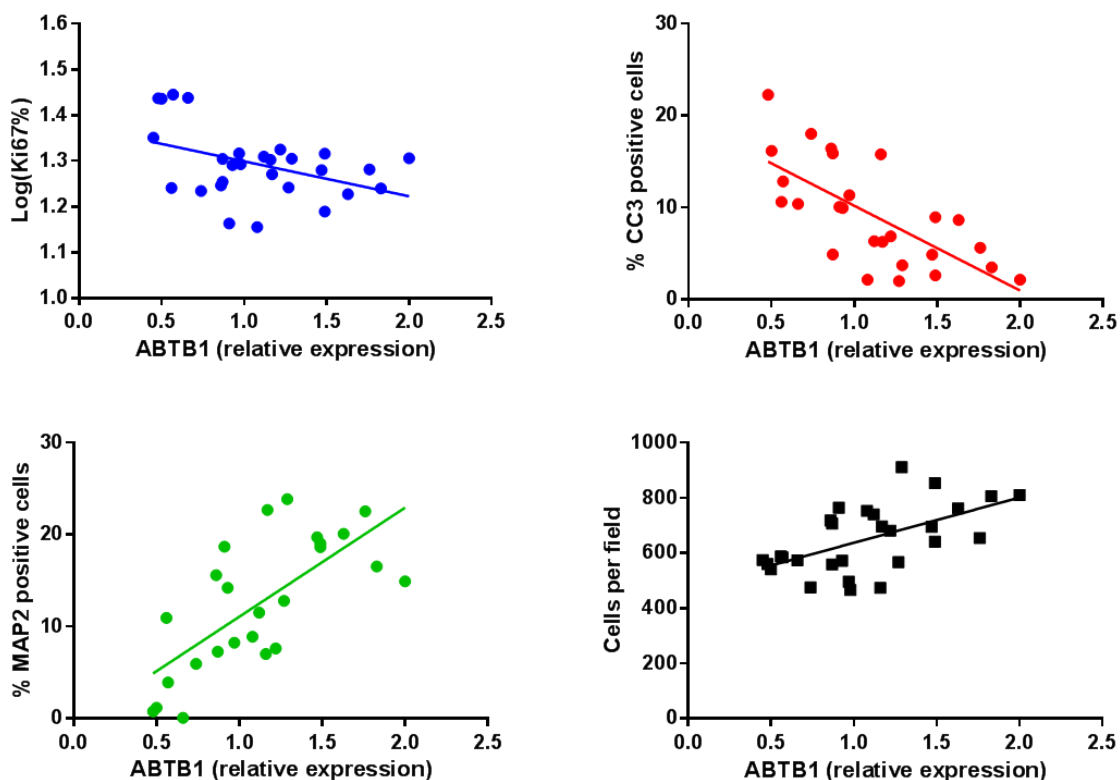 1.6
1.5
1.4
1.3
1.2
1.1
1.0
Log(Ki67%)
0.0 0.5 1.0 1.5 2.0 2.5
ABTB1 (relative expression)
30
20
10
0
% CC3 positive cells
0.0 0.5 1.0 1.5 2.0 2.5
ABTB1 (relative expression)
30
20
10
0
% MAP2 positive cells
0.0 0.5 1.0 1.5 2.0 2.5
ABTB1 (relative expression)
1000
800
600
400
200
0
Cells per field
0.0 0.5 1.0 1.5 2.0 2.5
ABTB1 (relative expression)